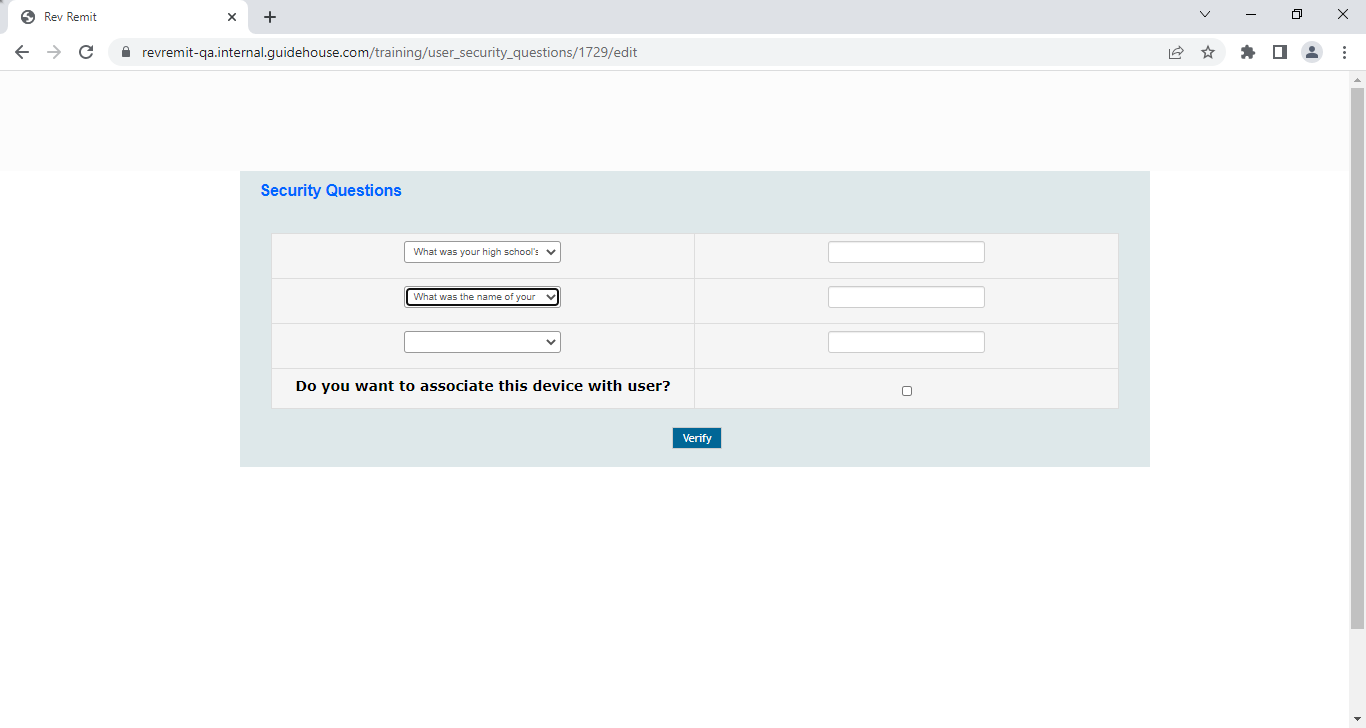 Rev Remit
revremit-qa.internal.guidehouse.com/training/user_security_questions/1729/edit
Security Questions
What was your high school's
What was the name of your
Do you want to associate this device with user?
Verify